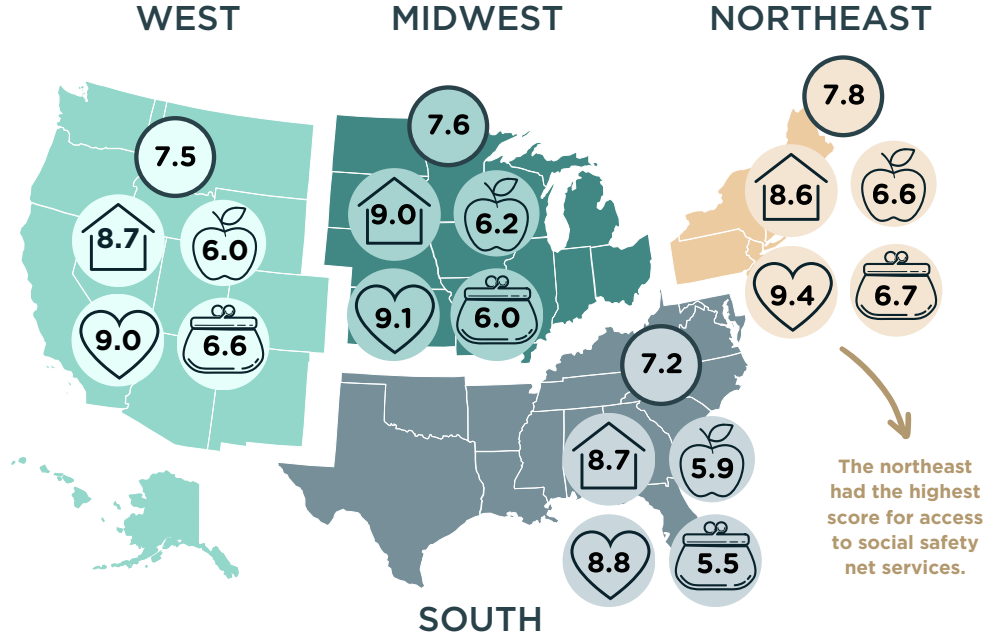 WEST
MIDWEST
NORTHEAST
7.5
8.7
6.0
9.0
6.6
7.6
9.0
6.2
9.1
6.0
7.8
8.6
6.6
9.4
6.7
7.2
8.7
5.9
8.8
5.5
The northeast
had the highest
score for access
to social safety
net services.
SOUTH